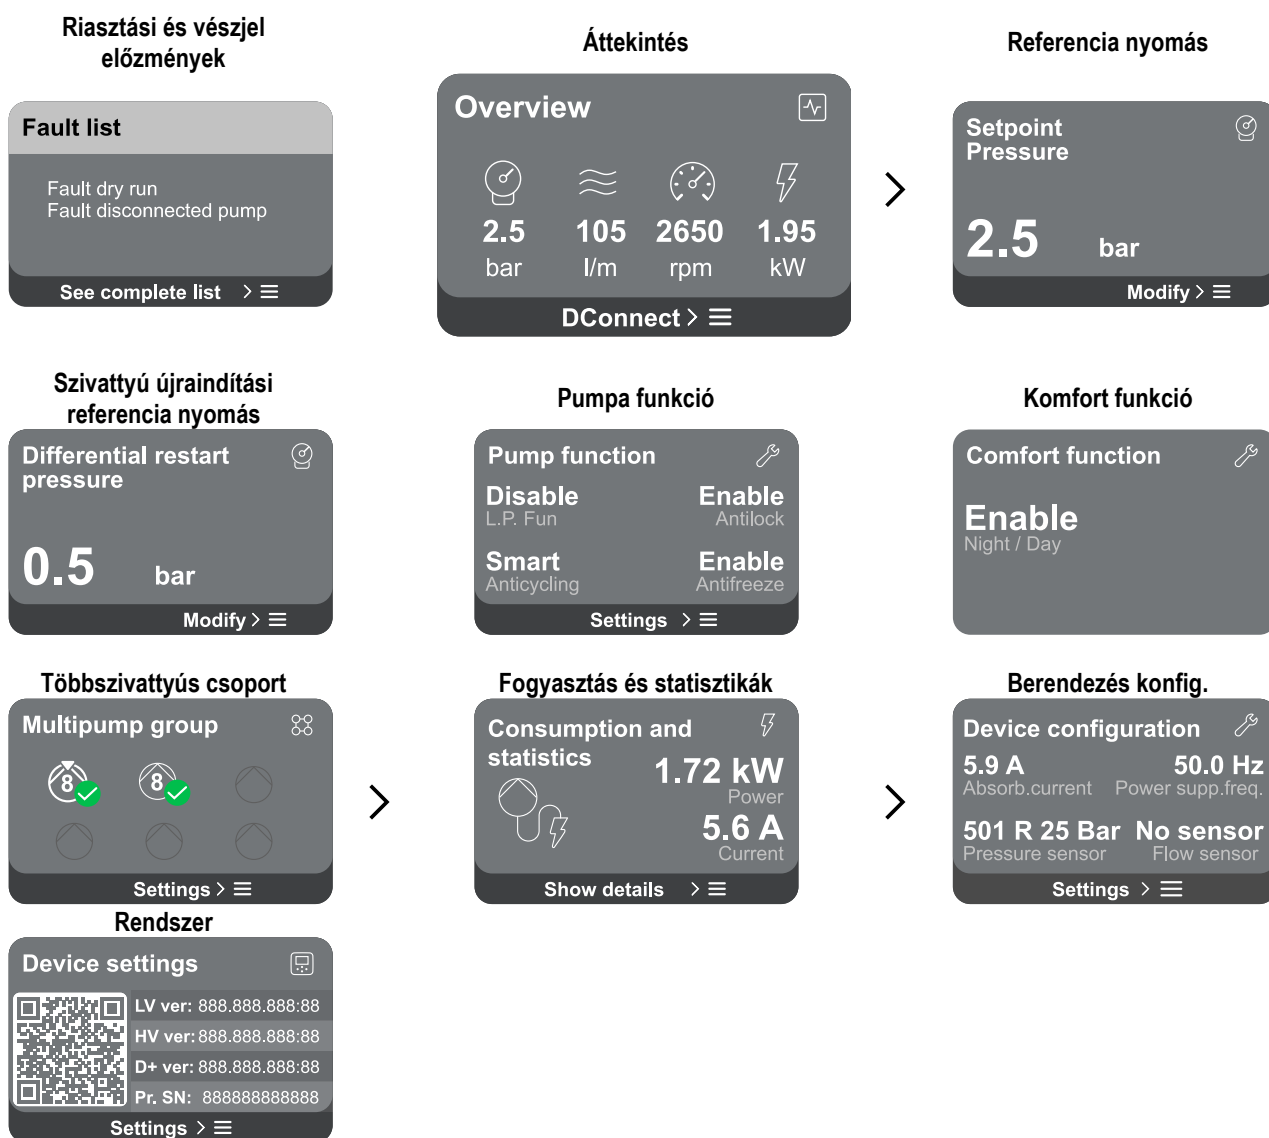 Riasztási és vészjel
előzmények
Fault list
Fault dry run
Fault disconnected pump
See complete list
Áttekintés
Overview
2.5 105 2650 1.95
bar l/m rpm kW
DConnect
Referencia nyomás
Setpoint
Pressure
2.5 bar
Modify
Szivattyú újraindítási
referencia nyomás
Differential restart
pressure
0.5 bar
Modify
Pumpa funkció
Pump function
Disable Enable
L.P. Fun Antilock
Smart Enable
Anticycling Antifreeze
Settings
Komfort funkció
Comfort function
Enable
Night / Day
Többszivattyús csoport
Multipump group
8 8
Settings
Fogyasztás és statisztikák
Consumption and
statistics
1.72 kW
Power
5.6 A
Current
Show details
Berendezés konfig.
Device configuration
5.9 A 50.0 Hz
Absorb.current Power supp.freq.
501 R 25 Bar No sensor
Pressure sensor Flow sensor
Settings
Rendszer
Device settings
LV ver: 888.888.888:88
HV ver: 888.888.888:88
D+ ver: 888.888.888:88
Pr. SN: 888888888888
Settings